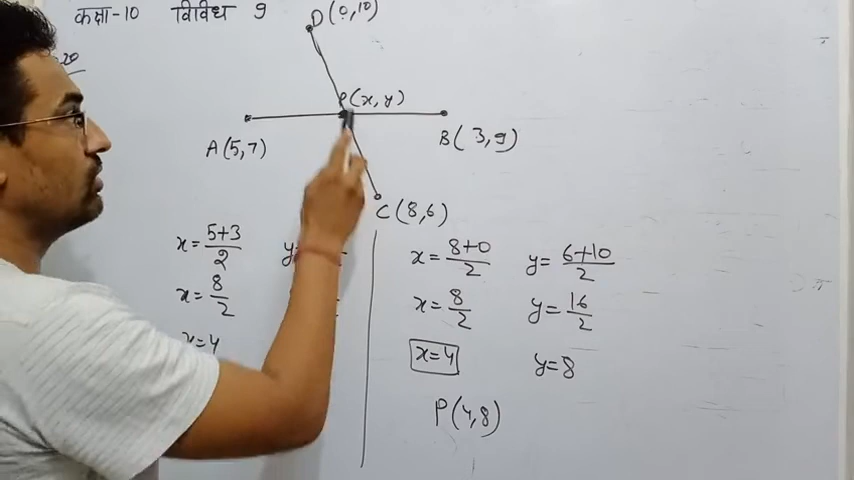 कक्षा-10 विविध 9
D(0,10)
20
P(x,y)
A(5,7)
B(3,9)
C(8,6)
x=5+3/2
x=8/2
x=4
x=8+0/2 y=6+10/2
x=8/2 y=16/2
x=4 y=8
P(4,8)